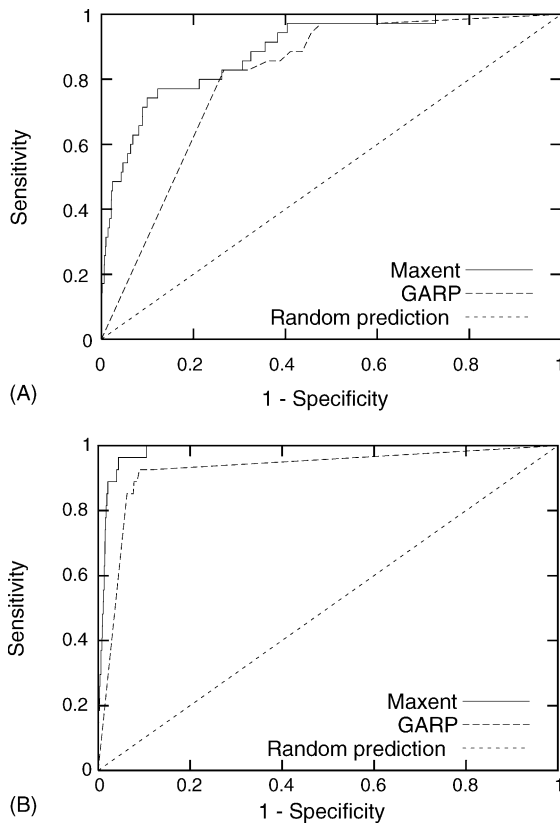 1
0.8
0.6
0.4
0.2
0
Sensitivity
Maxent
GARP
Random prediction
0 0.2 0.4 0.6 0.8 1
1 - Specificity
(A)
1
0.8
0.6
0.4
0.2
0
Sensitivity
Maxent
GARP
Random prediction
0 0.2 0.4 0.6 0.8 1
1 - Specificity
(B)